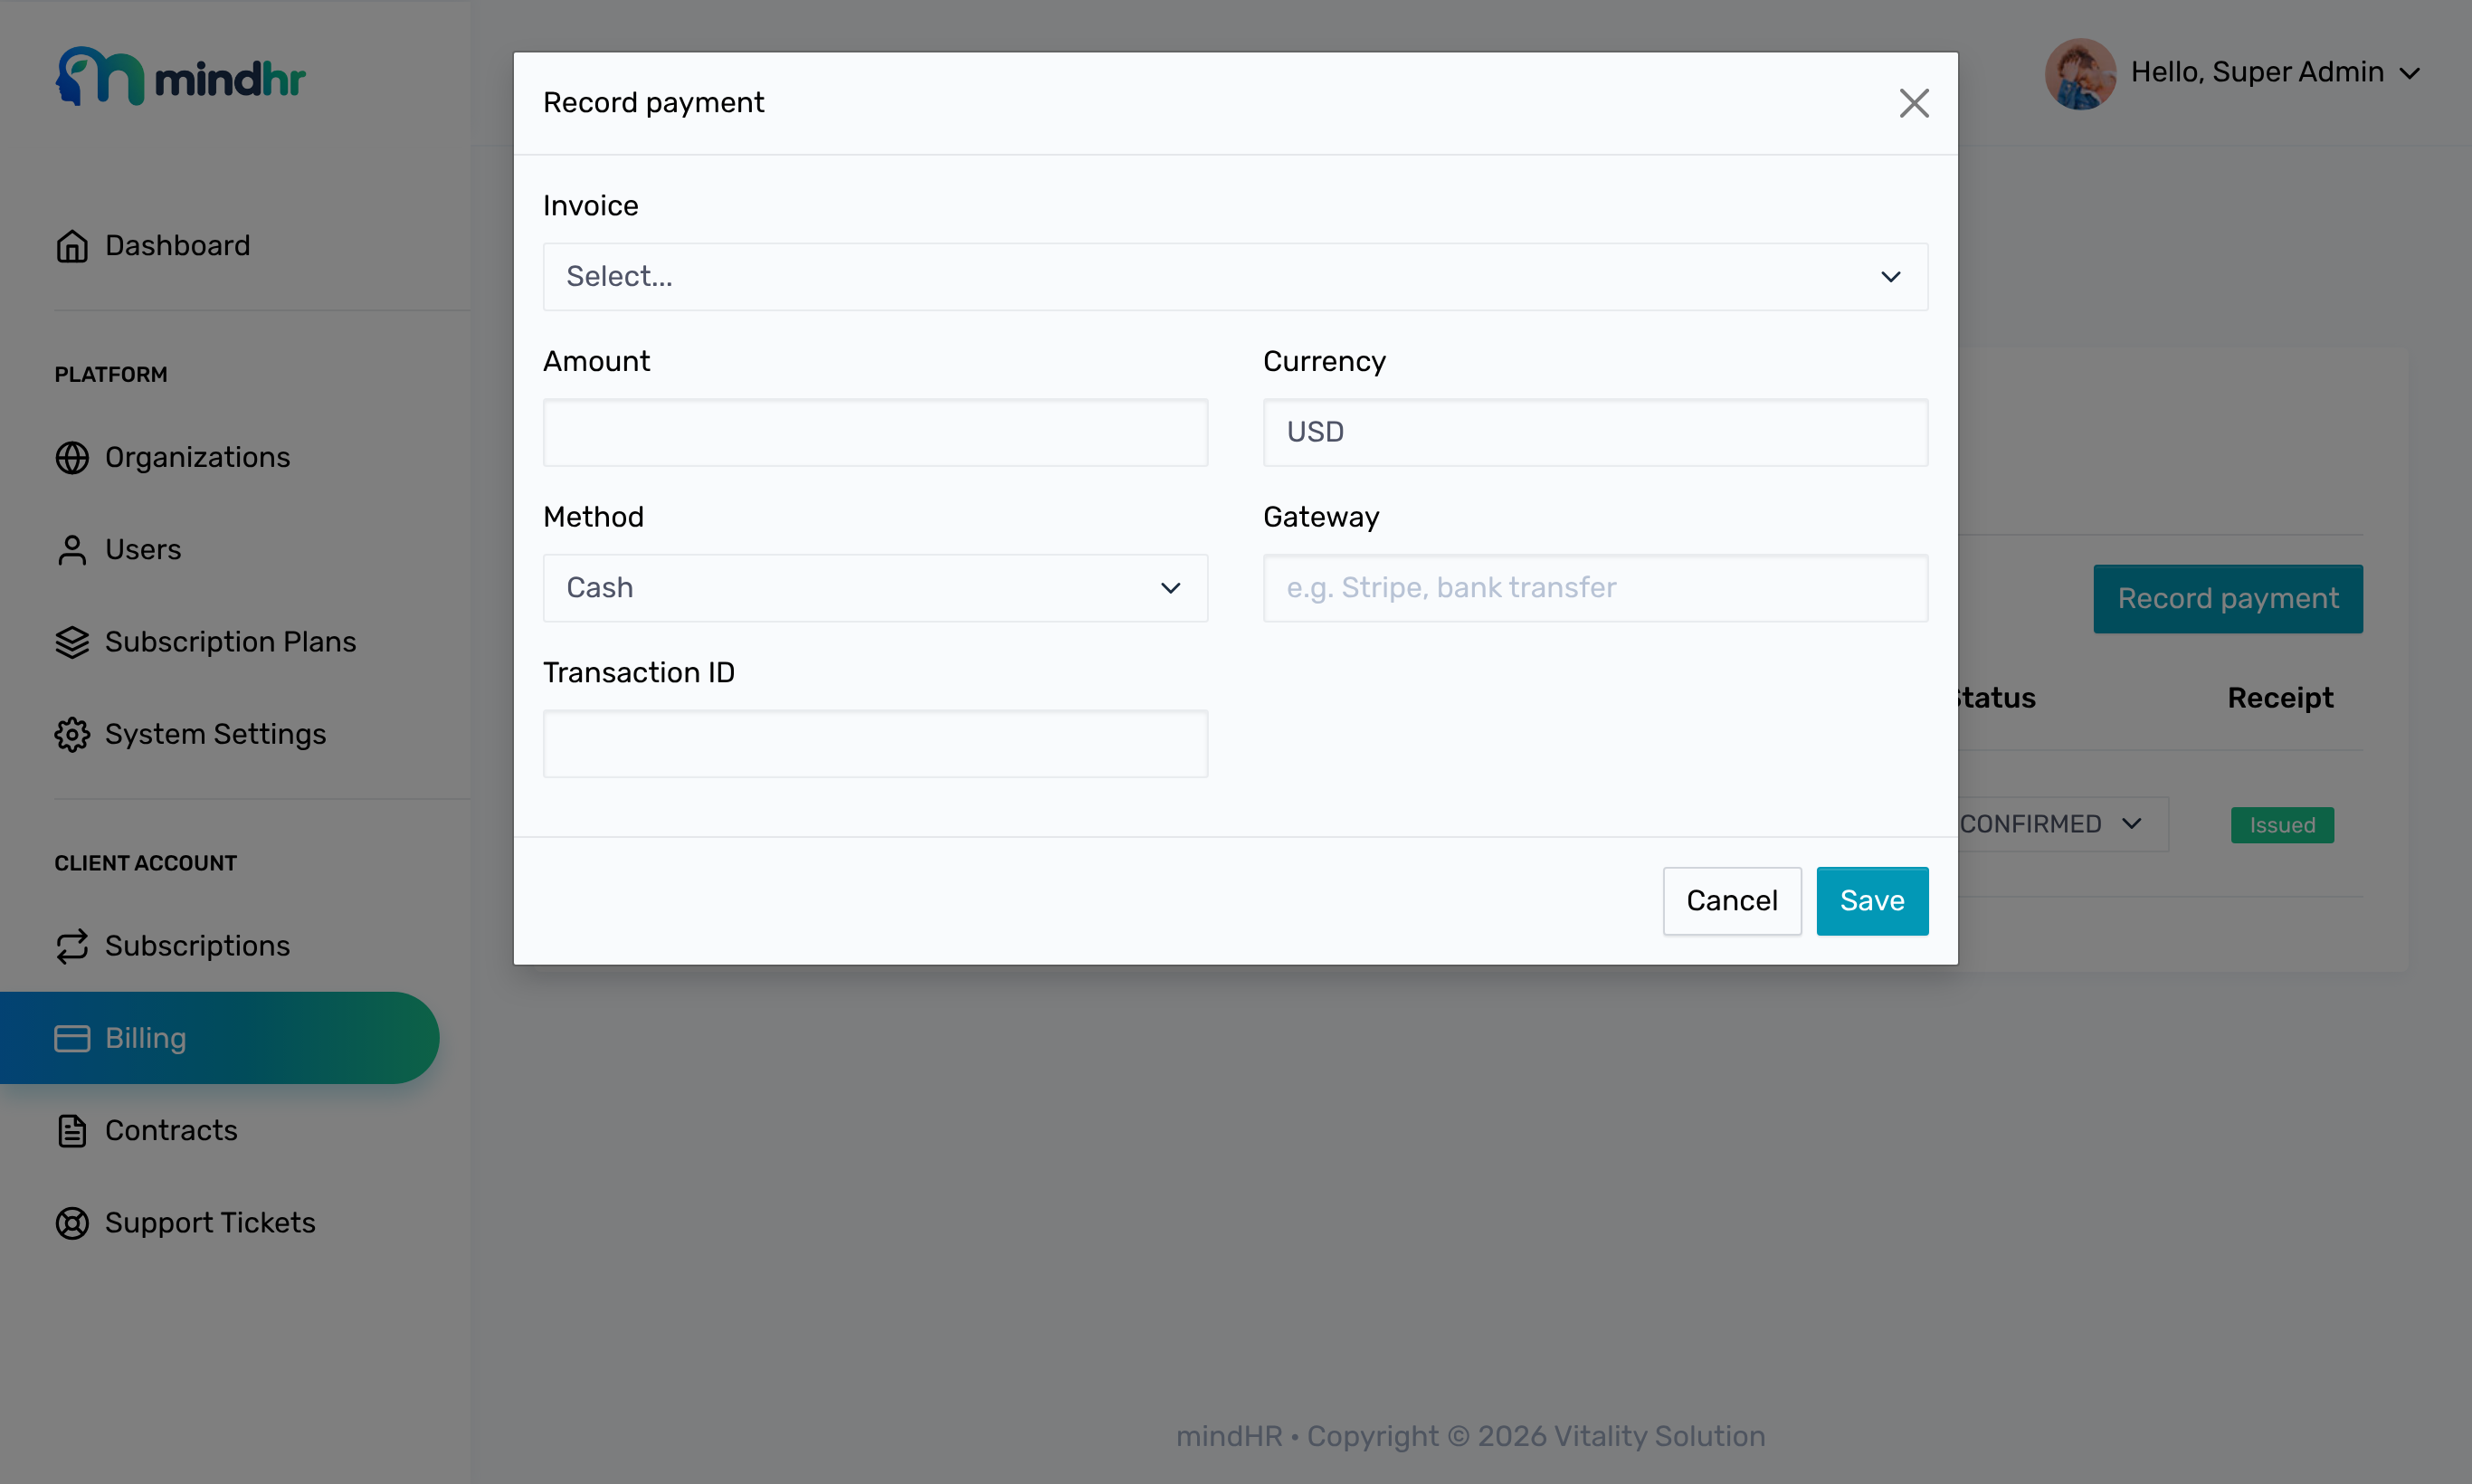 mindhr
Hello, Super Admin
Dashboard
PLATFORM
Organizations
Users
Subscription Plans
System Settings
CLIENT ACCOUNT
Subscriptions
Billing
Contracts
Support Tickets
Record payment
Invoice
Select...
Amount
Currency
USD
Method
Gateway
Cash
e.g. Stripe, bank transfer
Transaction ID
Cancel
Save
Record payment
Status
Receipt
CONFIRMED
Issued
mindHR • Copyright © 2026 Vitality Solution